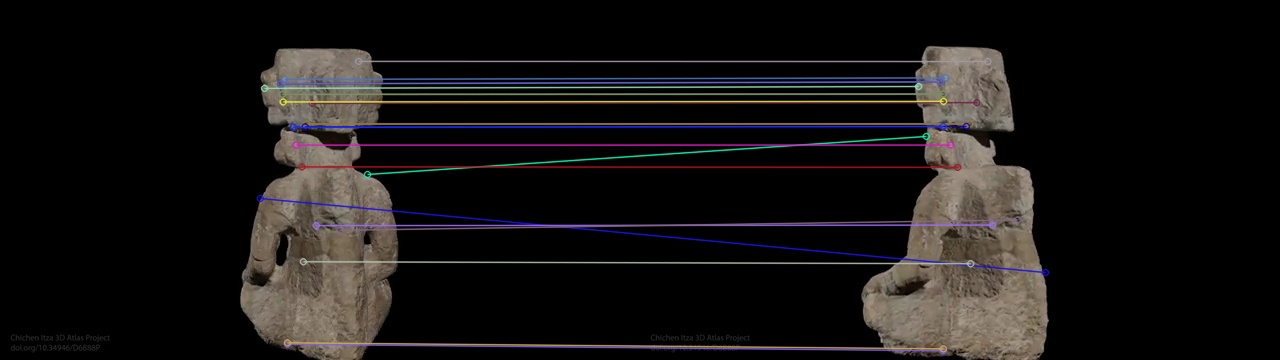 Chichen Itza 3D Atlas Project
doi.org/10.34946/D6888P
Chichen Itza 3D Atlas Project